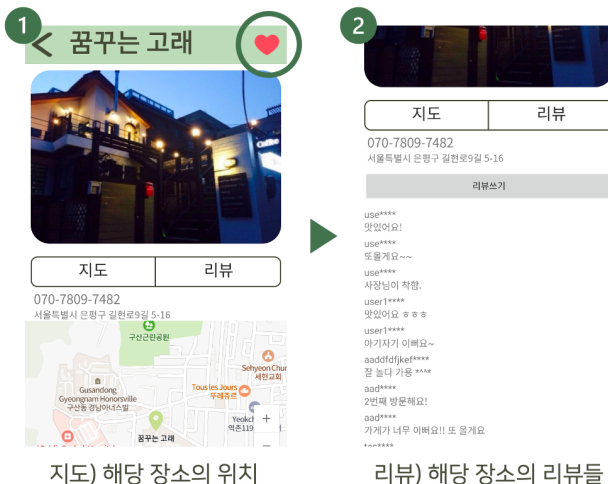 1
꿈꾸는 고래
지도
리뷰
070-7809-7482
서울특별시 은평구 길현로9길 5-16
구산근린공원
Sehyeon Chur
세현교회
Gusandong
Gyeongnam Honorsville
구산동 경남아너스빌
Tous les Jours
뚜레쥬르
Yeokch
역촌119
꿈꾸는 고래
+
지도) 해당 장소의 위치
2
지도
리뷰
070-7809-7482
서울특별시 은평구 길현로9길 5-16
리뷰쓰기
use****
맛있어요!
use****
또올게요~~
use****
사장님이 착함.
user1****
맛있어요 ㅎㅎㅎ
user1****
아기자기 이뻐요~
aaddfdfjkef****
잘 놀다 가용 *^^*
aad****
2번째 방문해요!
aad****
가게가 너무 이뻐요!! 또 올게요
리뷰) 해당 장소의 리뷰들